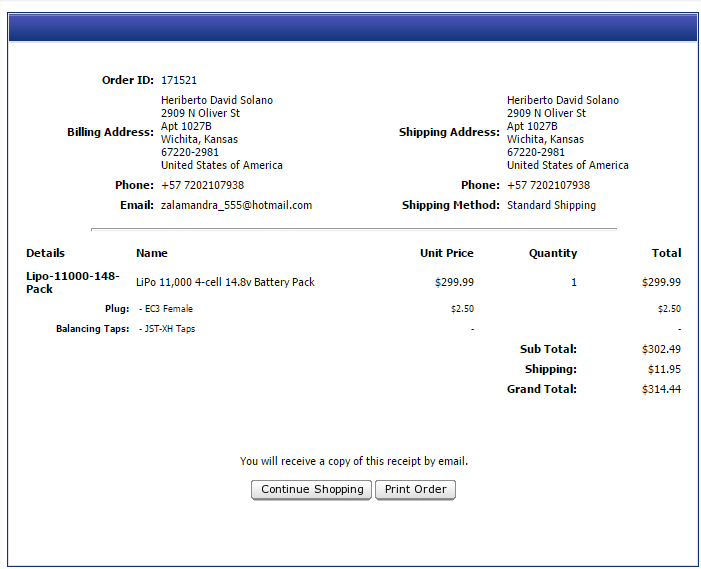 Order ID: 171521
Billing Address:
Heriberto David Solano
2909 N Oliver St
Apt 1027B
Wichita, Kansas
67220-2981
United States of America
Shipping Address:
Heriberto David Solano
2909 N Oliver St
Apt 1027B
Wichita, Kansas
67220-2981
United States of America
Phone: +57 7202107938
Phone: +57 7202107938
Email: zalamandra_555@hotmail.com
Shipping Method: Standard Shipping
Details Name Unit Price Quantity Total
Lipo-11000-148-
Pack
LiPo 11,000 4-cell 14.8v Battery Pack $299.99 1 $299.99
Plug: - EC3 Female $2.50 $2.50
Balancing Taps: - JST-XH Taps - -
Sub Total: $302.49
Shipping: $11.95
Grand Total: $314.44
You will receive a copy of this receipt by email.
Continue Shopping Print Order